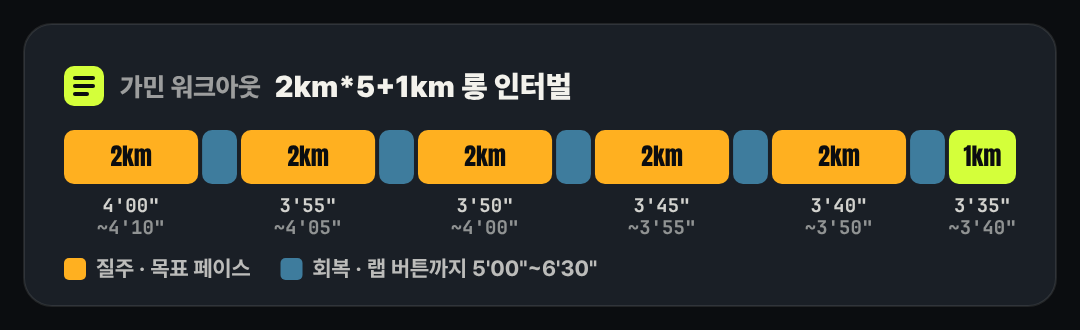 가민 워크아웃 2km*5+1km 롱 인터벌
2km 2km 2km 2km 2km 1km
4'00" 3'55" 3'50" 3'45" 3'40" 3'35"
~4'10" ~4'05" ~4'00" ~3'55" ~3'50" ~3'40"
질주 · 목표 페이스 회복 · 랩 버튼까지 5'00"~6'30"